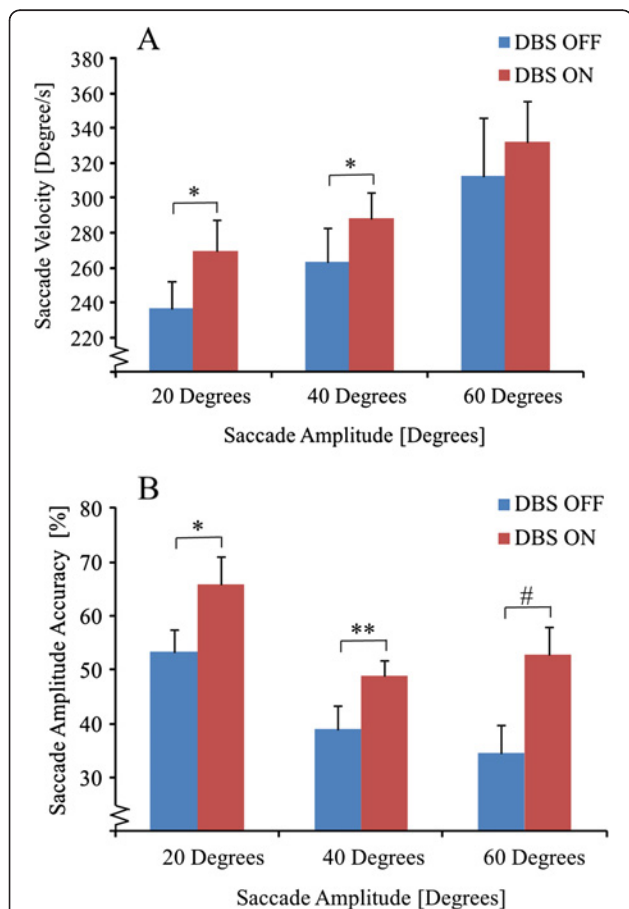 A
DBS OFF
DBS ON
Saccade Velocity [Degree/s]
380
360
340
320
300
280
260
240
220
*
*
20 Degrees
40 Degrees
60 Degrees
Saccade Amplitude [Degrees]
B
DBS OFF
DBS ON
Saccade Amplitude Accuracy [%]
80
70
60
50
40
30
*
**
#
20 Degrees
40 Degrees
60 Degrees
Saccade Amplitude [Degrees]